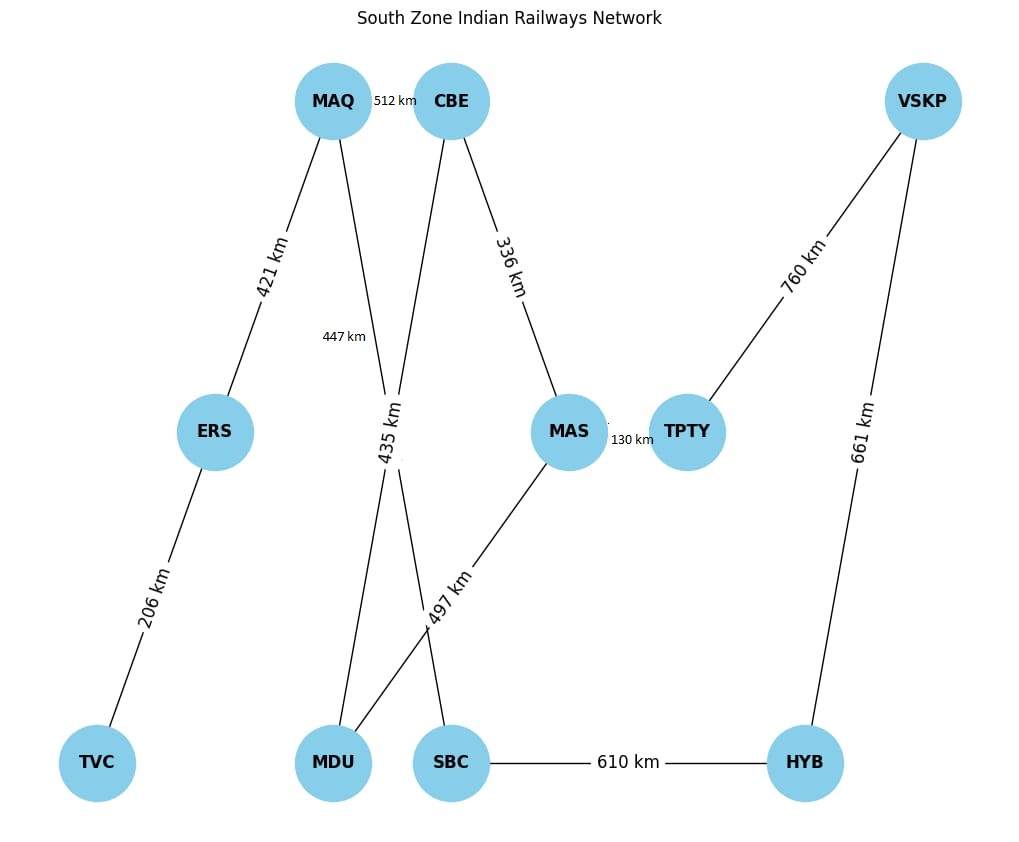 South Zone Indian Railways Network
MAQ
512 km
CBE
VSKP
421 km
336 km
760 km
447 km
ERS
435 km
MAS
130 km
TPTY
661 km
206 km
497 km
TVC
MDU
SBC
610 km
HYB